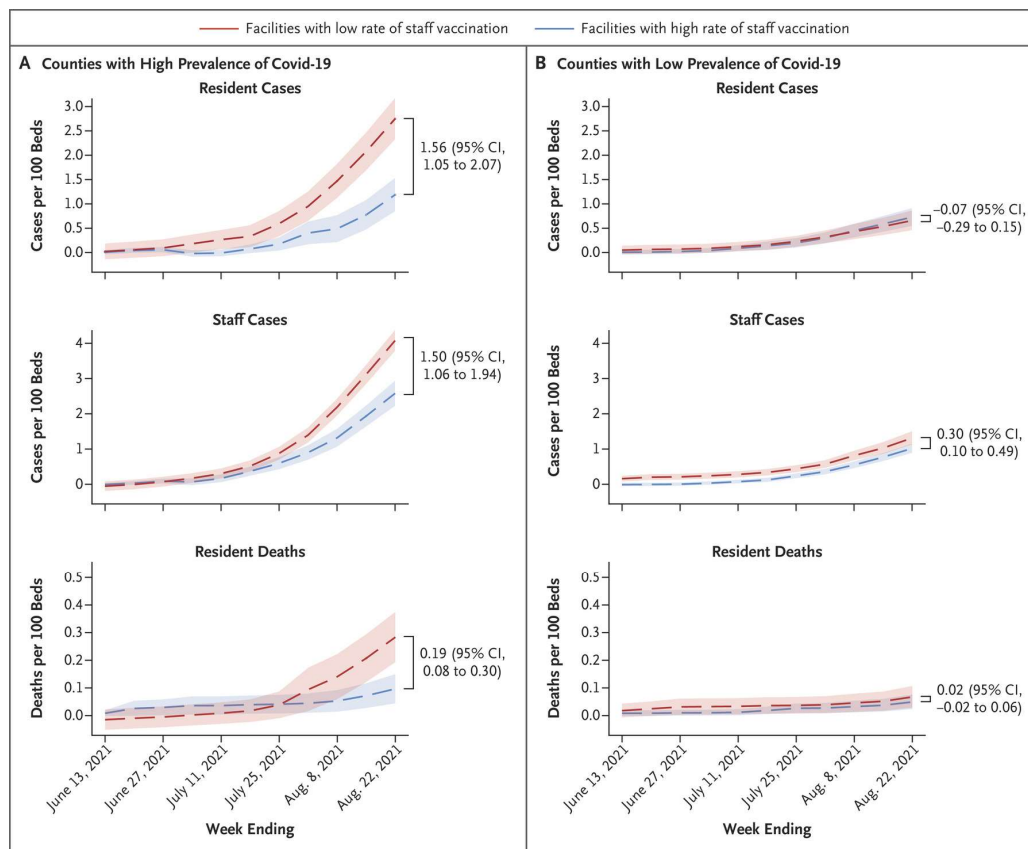 Facilities with low rate of staff vaccination
Facilities with high rate of staff vaccination
A Counties with High Prevalence of Covid-19
Resident Cases
Cases per 100 Beds
3.0
2.5
2.0
1.5
1.0
0.5
0.0
1.56 (95% CI,
1.05 to 2.07)
Staff Cases
Cases per 100 Beds
4
3
2
1
0
1.50 (95% CI,
1.06 to 1.94)
Resident Deaths
Deaths per 100 Beds
0.5
0.4
0.3
0.2
0.1
0.0
0.19 (95% CI,
0.08 to 0.30)
June 13, 2021
June 27, 2021
July 11, 2021
July 25, 2021
Aug. 8, 2021
Aug. 22, 2021
Week Ending
B Counties with Low Prevalence of Covid-19
Resident Cases
Cases per 100 Beds
3.0
2.5
2.0
1.5
1.0
0.5
0.0
−0.07 (95% CI,
−0.29 to 0.15)
Staff Cases
Cases per 100 Beds
4
3
2
1
0
0.30 (95% CI,
0.10 to 0.49)
Resident Deaths
Deaths per 100 Beds
0.5
0.4
0.3
0.2
0.1
0.0
0.02 (95% CI,
−0.02 to 0.06)
June 13, 2021
June 27, 2021
July 11, 2021
July 25, 2021
Aug. 8, 2021
Aug. 22, 2021
Week Ending